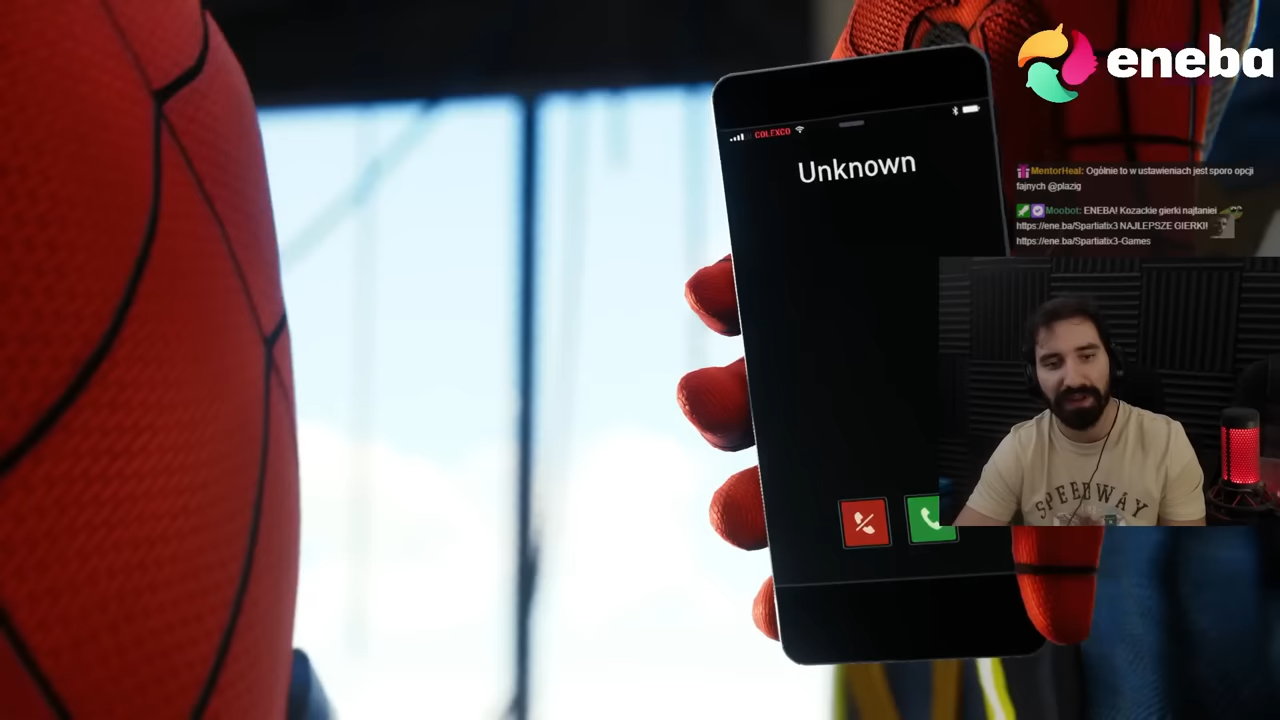 eneba
COLEXCO
Unknown
MentorHeal: Ogólnie to w ustawieniach jest sporo opcji
fajnych @plazig
Moobot: ENEBA! Kozackie gierki najtaniej
https://ene.ba/Spartiatix3 NAJLEPSZE GIERKI!
https://ene.ba/Spartiatix3-Games
SPEEDWAY